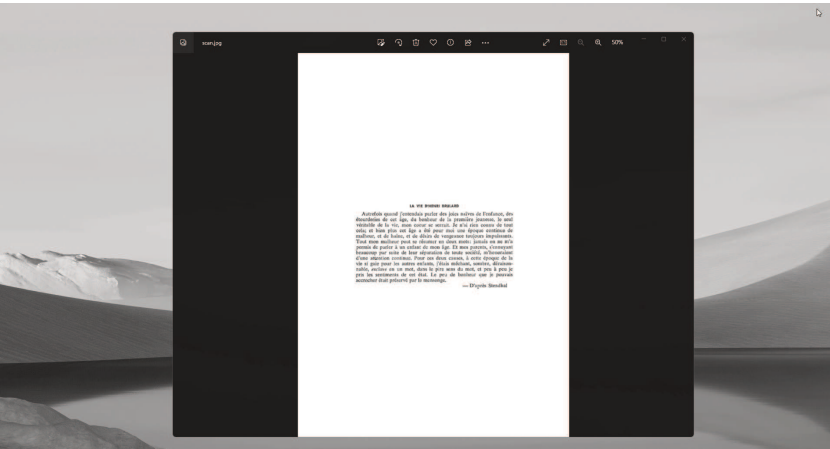 scan.jpg
50%
LA VIE D'HENRI BRULARD
Autrefois quand j'entendais parler des joies naïves de l'enfance, des
étourderies de cet âge, du bonheur de la première jeunesse, le seul
véritable de la vie, mon cœur se serrait. Je n'ai rien connu de tout
cela; et bien plus cet âge a été pour moi une époque continue de
malheur, et de haine, et de désirs de vengeance toujours impuissants.
Tout mon malheur peut se résumer en deux mots: jamais on ne m'a
permis de parler à un enfant de mon âge. Et mes parents, s'ennuyant
beaucoup par suite de leur séparation de toute société, m'honoraient
d'une attention continue. Pour ces deux causes, à cette époque de la
vie si gaie pour les autres enfants, j'étais méchant, sombre, déraison-
nable, esclave en un mot, dans le pire sens du mot, et peu à peu je
pris les sentiments de cet état. Le peu de bonheur que je pouvais
accrocher était préservé par le mensonge.
— D'après Stendhal